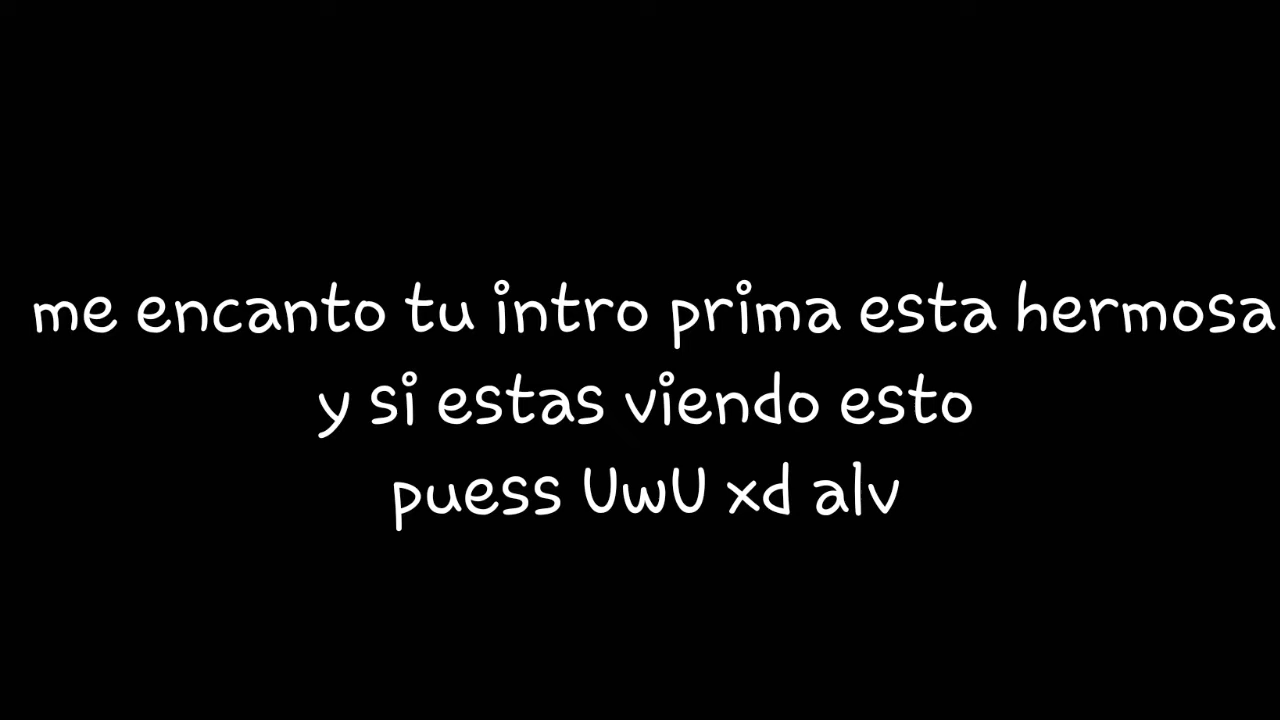 me encanto tu intro prima esta hermosa
y si estas viendo esto
puess UwU xd alv